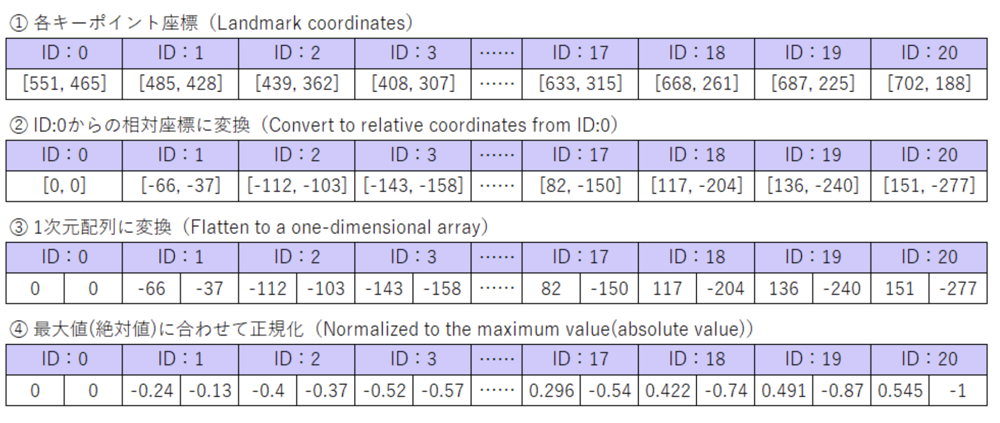 ① 各キーポイント座標（Landmark coordinates）
ID：0 ID：1 ID：2 ID：3 …… ID：17 ID：18 ID：19 ID：20
[551, 465] [485, 428] [439, 362] [408, 307] …… [633, 315] [668, 261] [687, 225] [702, 188]
② ID:0からの相対座標に変換（Convert to relative coordinates from ID:0）
ID：0 ID：1 ID：2 ID：3 …… ID：17 ID：18 ID：19 ID：20
[0, 0] [-66, -37] [-112, -103] [-143, -158] …… [82, -150] [117, -204] [136, -240] [151, -277]
③ 1次元配列に変換（Flatten to a one-dimensional array）
ID：0 ID：1 ID：2 ID：3 …… ID：17 ID：18 ID：19 ID：20
0 0 -66 -37 -112 -103 -143 -158 …… 82 -150 117 -204 136 -240 151 -277
④ 最大値(絶対値)に合わせて正規化（Normalized to the maximum value(absolute value)）
ID：0 ID：1 ID：2 ID：3 …… ID：17 ID：18 ID：19 ID：20
0 0 -0.24 -0.13 -0.4 -0.37 -0.52 -0.57 …… 0.296 -0.54 0.422 -0.74 0.491 -0.87 0.545 -1